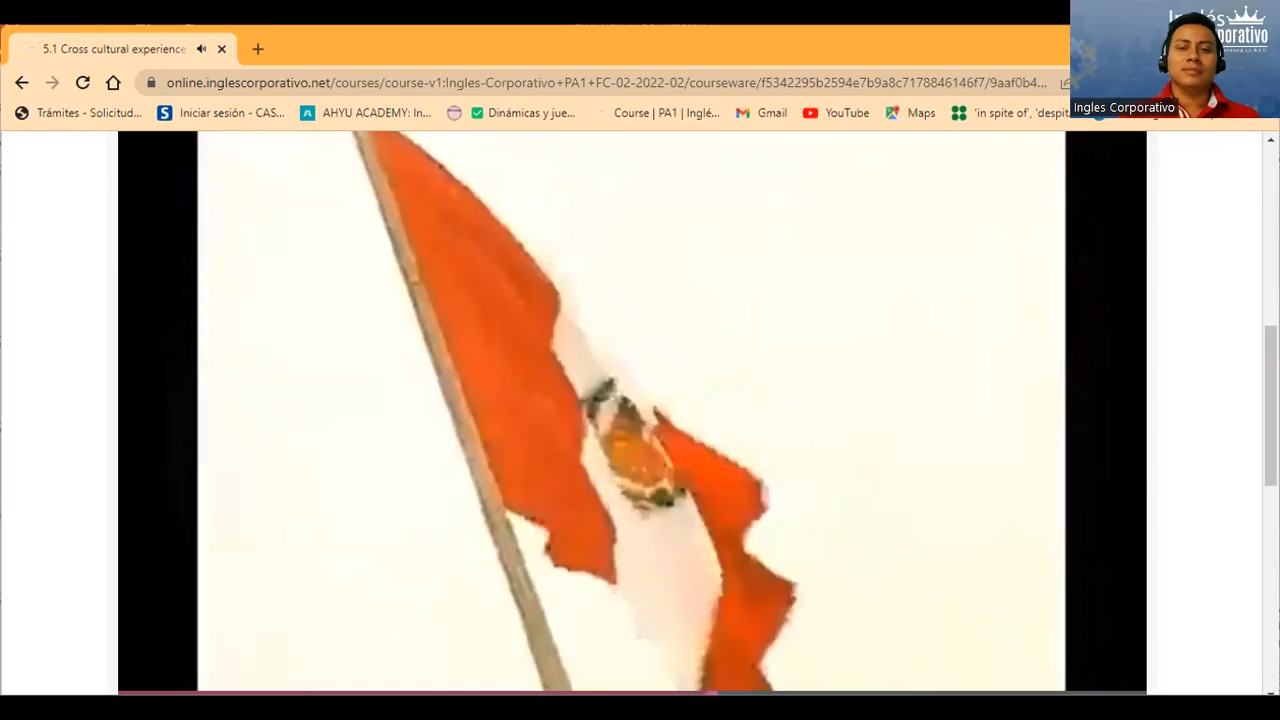 5.1 Cross cultural experience
Inglés
Corporativo
online.inglescorporativo.net/courses/course-v1:Ingles-Corporativo+PA1+FC-02-2022-02/courseware/f5342295b2594e7b9a8c7178846146f7/9aaf0b4...
Ingles Corporativo
Trámites - Solicitud... Iniciar sesión - CAS... AHYU ACADEMY: In... Dinámicas y jue... Course | PA1 | Inglé... Gmail YouTube Maps 'in spite of', 'despit